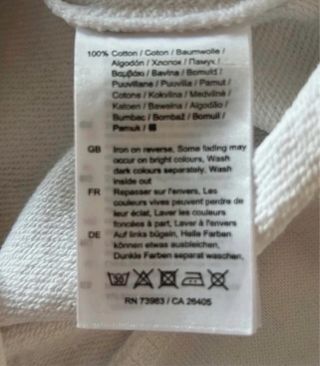 100% Cotton / Coton / Baumwolle /
Algodón / Хлопок / Памук /
Βαμβάκι / Bavlna / Bomuld /
Puuvillane / Puuvilla / Pamut /
Cotone / Kokvilna / Medvilnė /
Katoen / Bawełna / Algodão /
Bumbac / Bombaž / Bomull /
Pamuk /
GB Iron on reverse, Some fading may
occur on bright colours, Wash
dark colours separately, Wash
inside out
FR Repasser sur l'envers, Les
couleurs vives peuvent perdre de
leur éclat, Laver les couleurs
foncées à part, Laver à l'envers
DE Auf links bügeln, Helle Farben
können etwas ausbleichen,
Dunkle Farben separat waschen,
30
RN 73983 / CA 26405